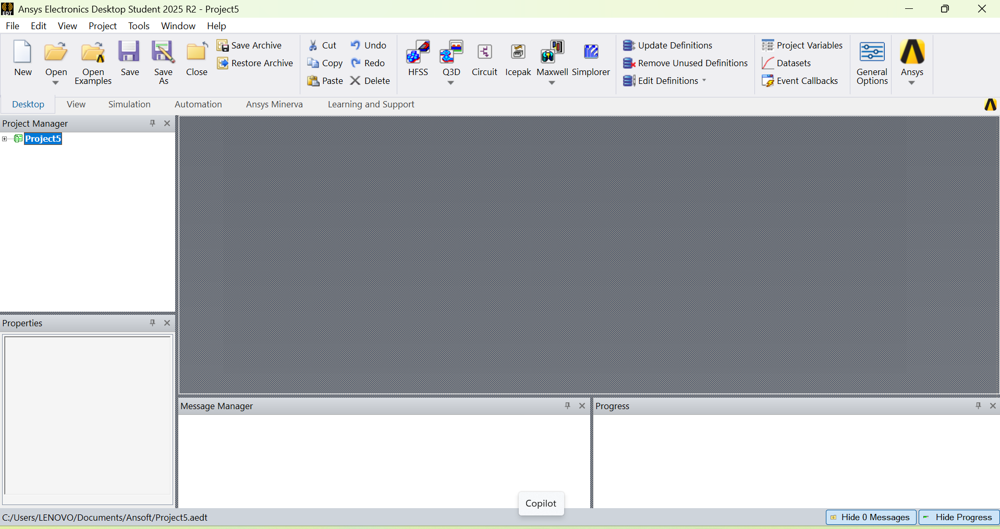 Ansys Electronics Desktop Student 2025 R2 - Project5
File Edit View Project Tools Window Help
New
Open
Open Examples
Save
Save As
Close
Save Archive
Restore Archive
Cut
Copy
Paste
Undo
Redo
Delete
HFSS
Q3D
Circuit
Icepak
Maxwell
Simplorer
Update Definitions
Remove Unused Definitions
Edit Definitions
Project Variables
Datasets
Event Callbacks
General Options
Ansys
Desktop View Simulation Automation Ansys Minerva Learning and Support
Project Manager
Project5
Properties
Message Manager
Progress
Copilot
C:/Users/LENOVO/Documents/Ansoft/Project5.aedt
Hide 0 Messages
Hide Progress